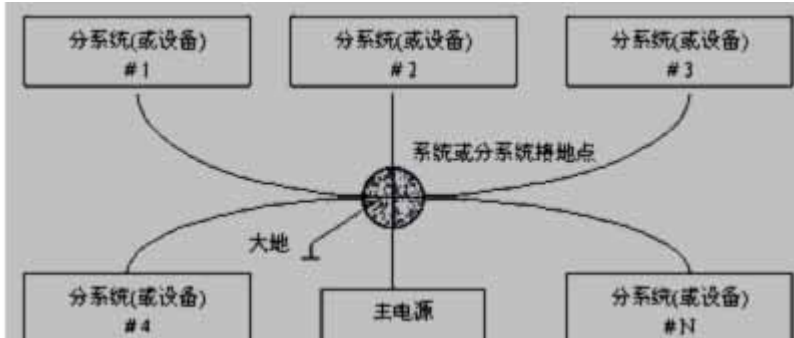 分系统(或设备)
#1
分系统(或设备)
#2
分系统(或设备)
#3
系统或分系统接地点
大地
分系统(或设备)
#4
主电源
分系统(或设备)
#N